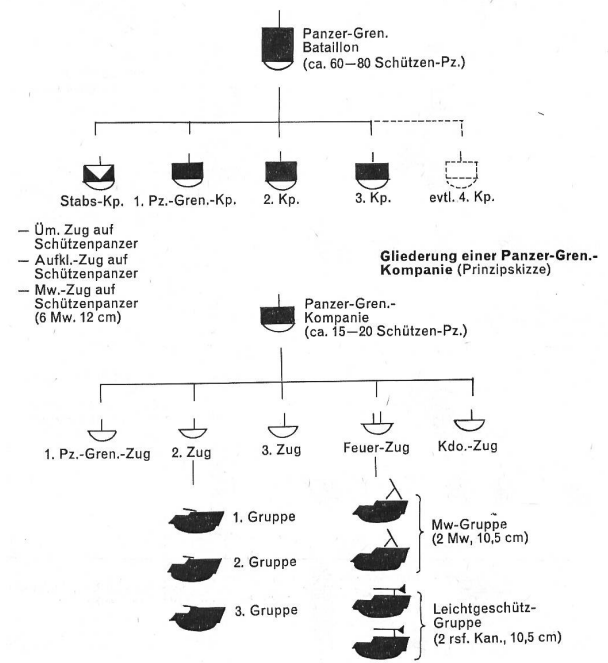 Panzer-Gren.
Bataillon
(ca. 60—80 Schützen-Pz.)
Stabs-Kp.
1. Pz.-Gren.-Kp.
2. Kp.
3. Kp.
evtl. 4. Kp.
— Üm. Zug auf
Schützenpanzer
— Aufkl.-Zug auf
Schützenpanzer
— Mw.-Zug auf
Schützenpanzer
(6 Mw. 12 cm)
Gliederung einer Panzer-Gren.-
Kompanie (Prinzipskizze)
Panzer-Gren.-
Kompanie
(ca. 15—20 Schützen-Pz.)
1. Pz.-Gren.-Zug
2. Zug
3. Zug
Feuer-Zug
Kdo.-Zug
1. Gruppe
2. Gruppe
3. Gruppe
Mw-Gruppe
(2 Mw, 10,5 cm)
Leichtgeschütz-
Gruppe
(2 rsf. Kan., 10,5 cm)